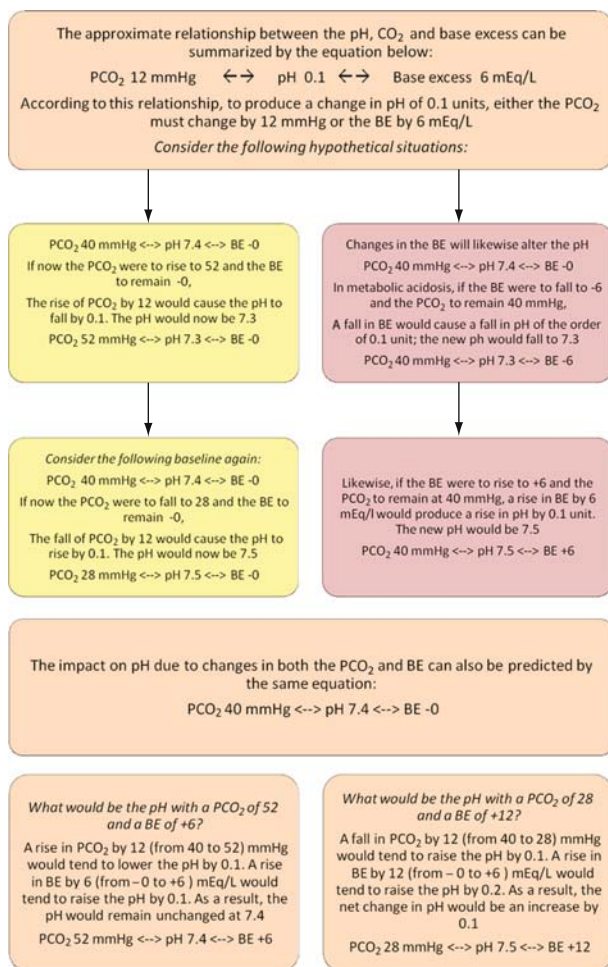 The approximate relationship between the pH, CO₂ and base excess can be
summarized by the equation below:
PCO₂ 12 mmHg ←→ pH 0.1 ←→ Base excess 6 mEq/L
According to this relationship, to produce a change in pH of 0.1 units, either the PCO₂
must change by 12 mmHg or the BE by 6 mEq/L
Consider the following hypothetical situations:
PCO₂ 40 mmHg <--> pH 7.4 <--> BE -0
If now the PCO₂ were to rise to 52 and the BE
to remain -0,
The rise of PCO₂ by 12 would cause the pH to
fall by 0.1. The pH would now be 7.3
PCO₂ 52 mmHg <--> pH 7.3 <--> BE -0
Changes in the BE will likewise alter the pH
PCO₂ 40 mmHg <--> pH 7.4 <--> BE -0
In metabolic acidosis, if the BE were to fall to -6
and the PCO₂ to remain 40 mmHg,
A fall in BE would cause a fall in pH of the order
of 0.1 unit; the new ph would fall to 7.3
PCO₂ 40 mmHg <--> pH 7.3 <--> BE -6
Consider the following baseline again:
PCO₂ 40 mmHg <--> pH 7.4 <--> BE -0
If now the PCO₂ were to fall to 28 and the BE to
remain -0,
The fall of PCO₂ by 12 would cause the pH to
rise by 0.1. The pH would now be 7.5
PCO₂ 28 mmHg <--> pH 7.5 <--> BE -0
Likewise, if the BE were to rise to +6 and the
PCO₂ to remain at 40 mmHg, a rise in BE by 6
mEq/l would produce a rise in pH by 0.1 unit.
The new pH would be 7.5
PCO₂ 40 mmHg <--> pH 7.5 <--> BE +6
The impact on pH due to changes in both the PCO₂ and BE can also be predicted by
the same equation:
PCO₂ 40 mmHg <--> pH 7.4 <--> BE -0
What would be the pH with a PCO₂ of 52
and a BE of +6?
A rise in PCO₂ by 12 (from 40 to 52) mmHg
would tend to lower the pH by 0.1. A rise
in BE by 6 (from – 0 to +6 ) mEq/L would
tend to raise the pH by 0.1. As a result, the
pH would remain unchanged at 7.4
PCO₂ 52 mmHg <--> pH 7.4 <--> BE +6
What would be the pH with a PCO₂ of 28
and a BE of +12?
A fall in PCO₂ by 12 (from 40 to 28) mmHg
would tend to raise the pH by 0.1. A rise in
BE by 12 (from – 0 to +6 ) mEq/L would
tend to raise the pH by 0.2. As a result, the
net change in pH would be an increase by
0.1
PCO₂ 28 mmHg <--> pH 7.5 <--> BE +12